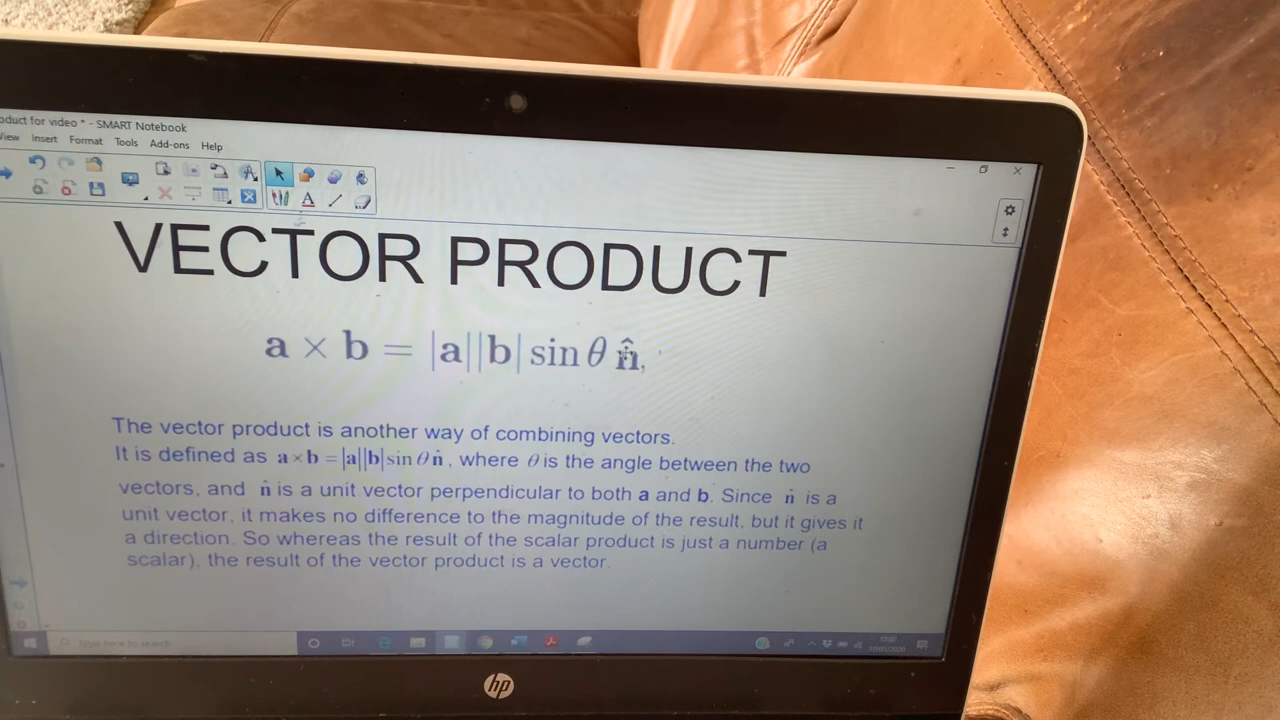 oduct for video * - SMART Notebook
View Insert Format Tools Add-ons Help
VECTOR PRODUCT
a × b = |a||b| sin θ n̂,
The vector product is another way of combining vectors.
It is defined as a × b = |a||b| sin θ n̂, where θ is the angle between the two
vectors, and n̂ is a unit vector perpendicular to both a and b. Since n̂ is a
unit vector, it makes no difference to the magnitude of the result, but it gives it
a direction. So whereas the result of the scalar product is just a number (a
scalar), the result of the vector product is a vector.
Type here to search
31/03/2020
hp